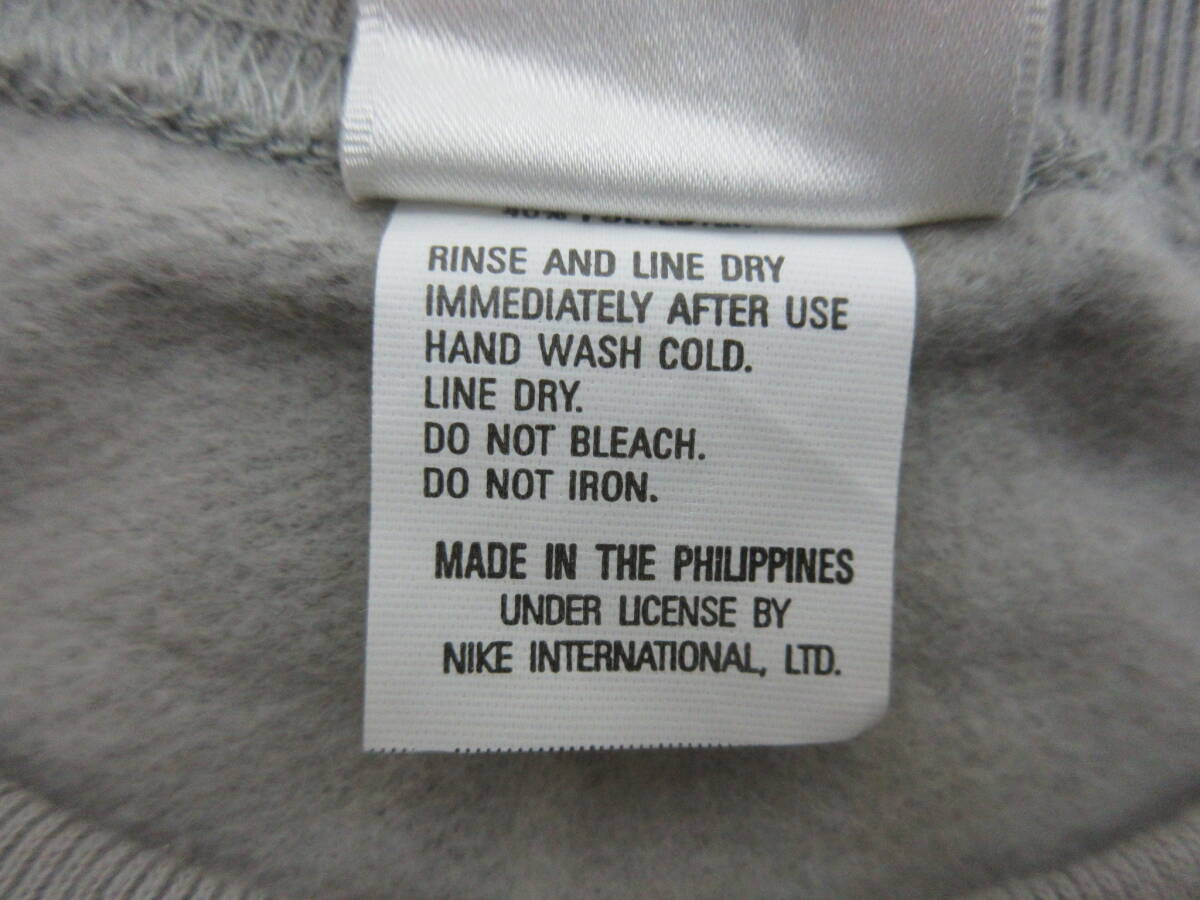 RINSE AND LINE DRY
IMMEDIATELY AFTER USE
HAND WASH COLD.
LINE DRY.
DO NOT BLEACH.
DO NOT IRON.
MADE IN THE PHILIPPINES
UNDER LICENSE BY
NIKE INTERNATIONAL, LTD.